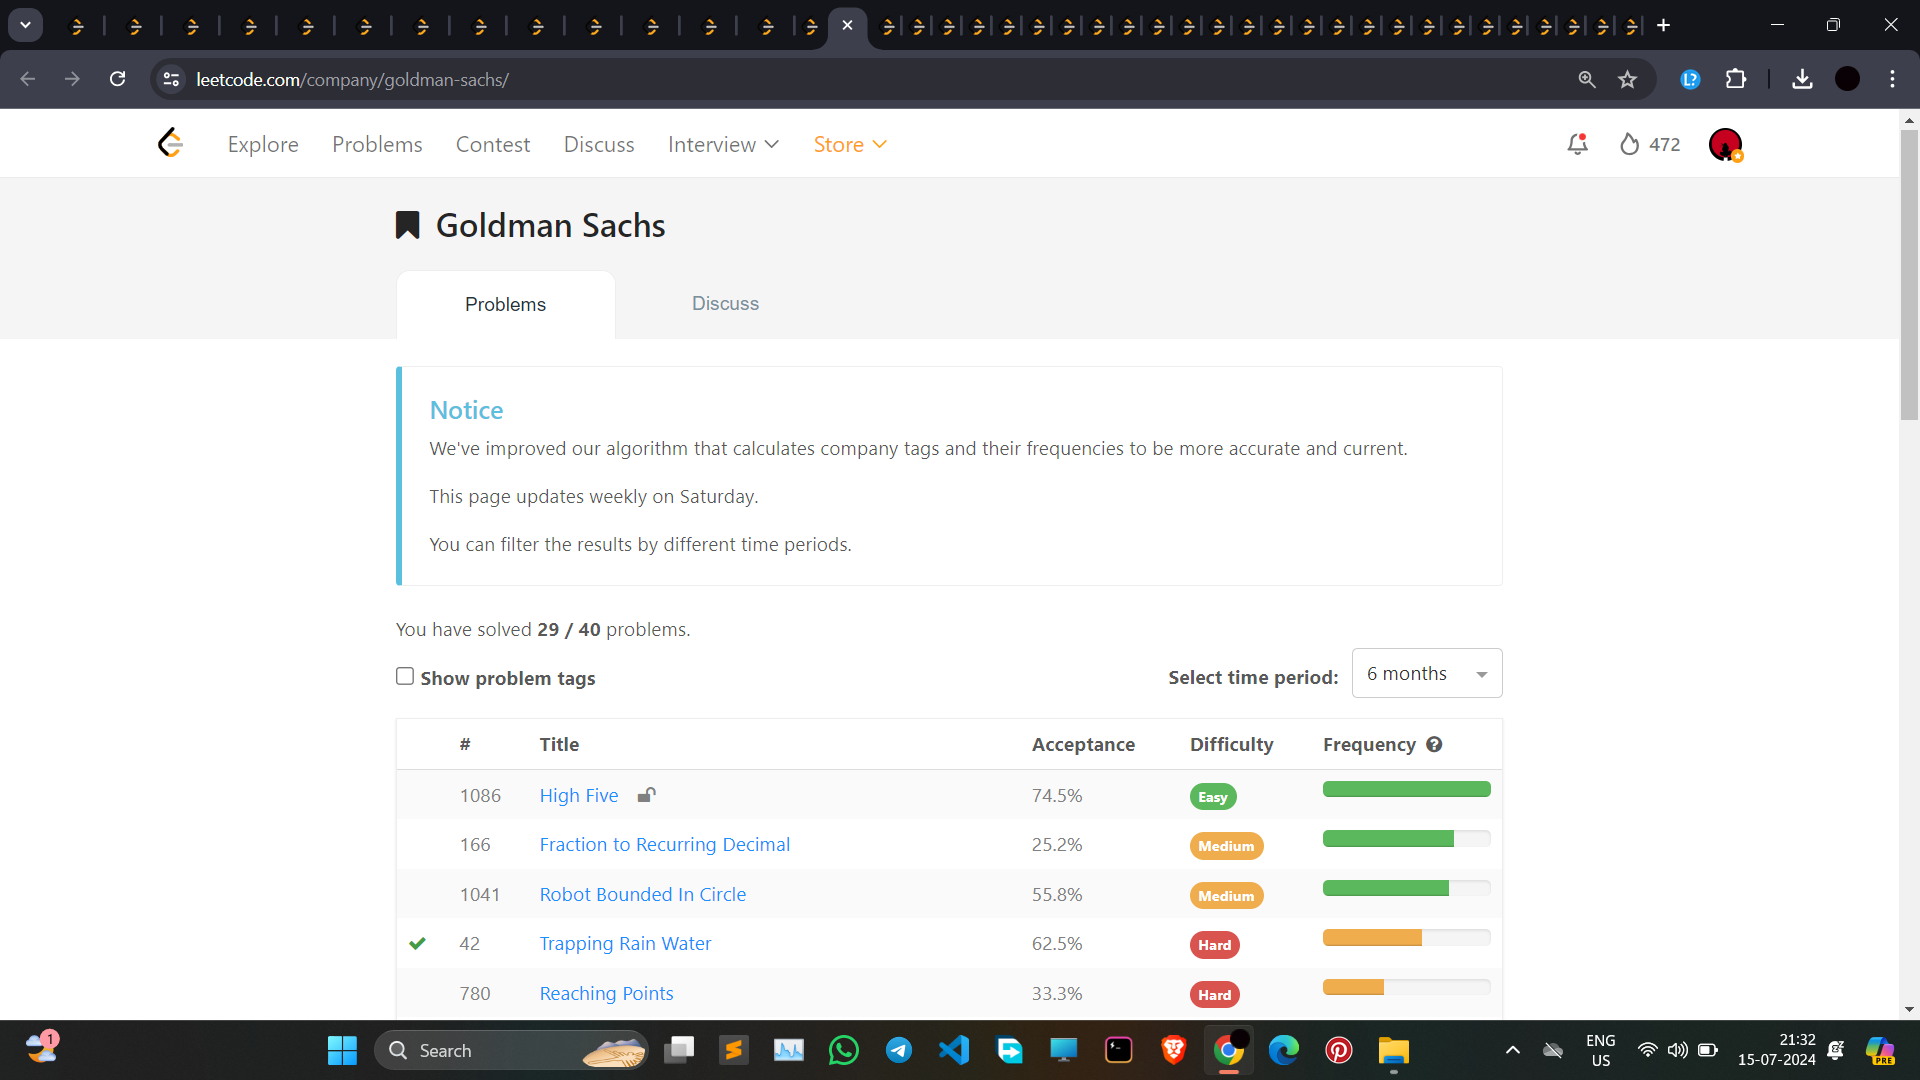 leetcode.com/company/goldman-sachs/
Explore Problems Contest Discuss Interview Store 472
Goldman Sachs
Problems Discuss
Notice
We've improved our algorithm that calculates company tags and their frequencies to be more accurate and current.
This page updates weekly on Saturday.
You can filter the results by different time periods.
You have solved 29 / 40 problems.
Show problem tags Select time period: 6 months
# Title Acceptance Difficulty Frequency
1086 High Five 74.5% Easy
166 Fraction to Recurring Decimal 25.2% Medium
1041 Robot Bounded In Circle 55.8% Medium
42 Trapping Rain Water 62.5% Hard
780 Reaching Points 33.3% Hard
1 Search ENG 21:32
US 15-07-2024 PRE